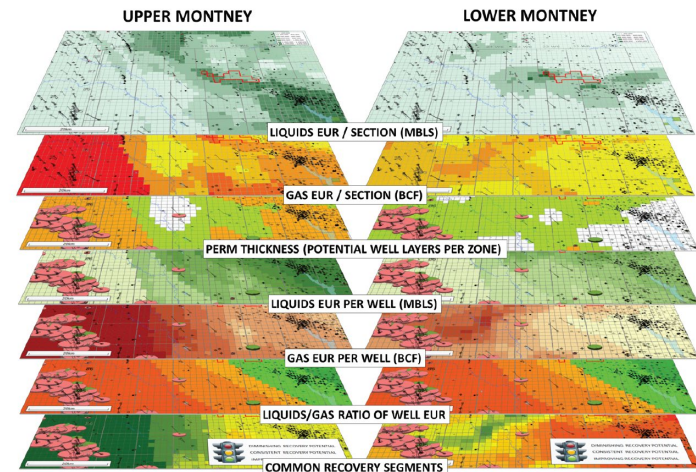 UPPER MONTNEY
LOWER MONTNEY
LIQUIDS EUR / SECTION (MBLS)
GAS EUR / SECTION (BCF)
PERM THICKNESS (POTENTIAL WELL LAYERS PER ZONE)
LIQUIDS EUR PER WELL (MBLS)
GAS EUR PER WELL (BCF)
LIQUIDS/GAS RATIO OF WELL EUR
DIMINISHING RECOVERY POTENTIAL
CONSISTENT RECOVERY POTENTIAL
DIMINISHING RECOVERY POTENTIAL
CONSISTENT RECOVERY POTENTIAL
RECOVERY POTENTIAL
COMMON RECOVERY SEGMENTS